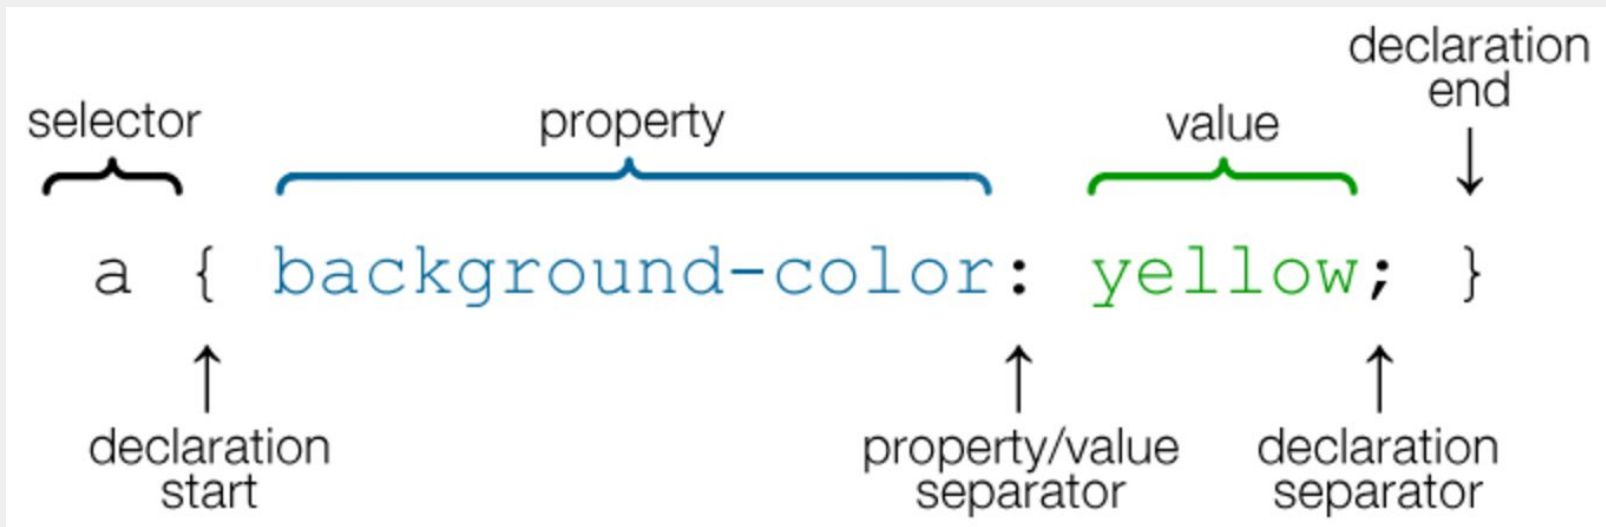 declaration
end
selector
property
value
a { background-color: yellow; }
declaration
start
property/value
separator
declaration
separator